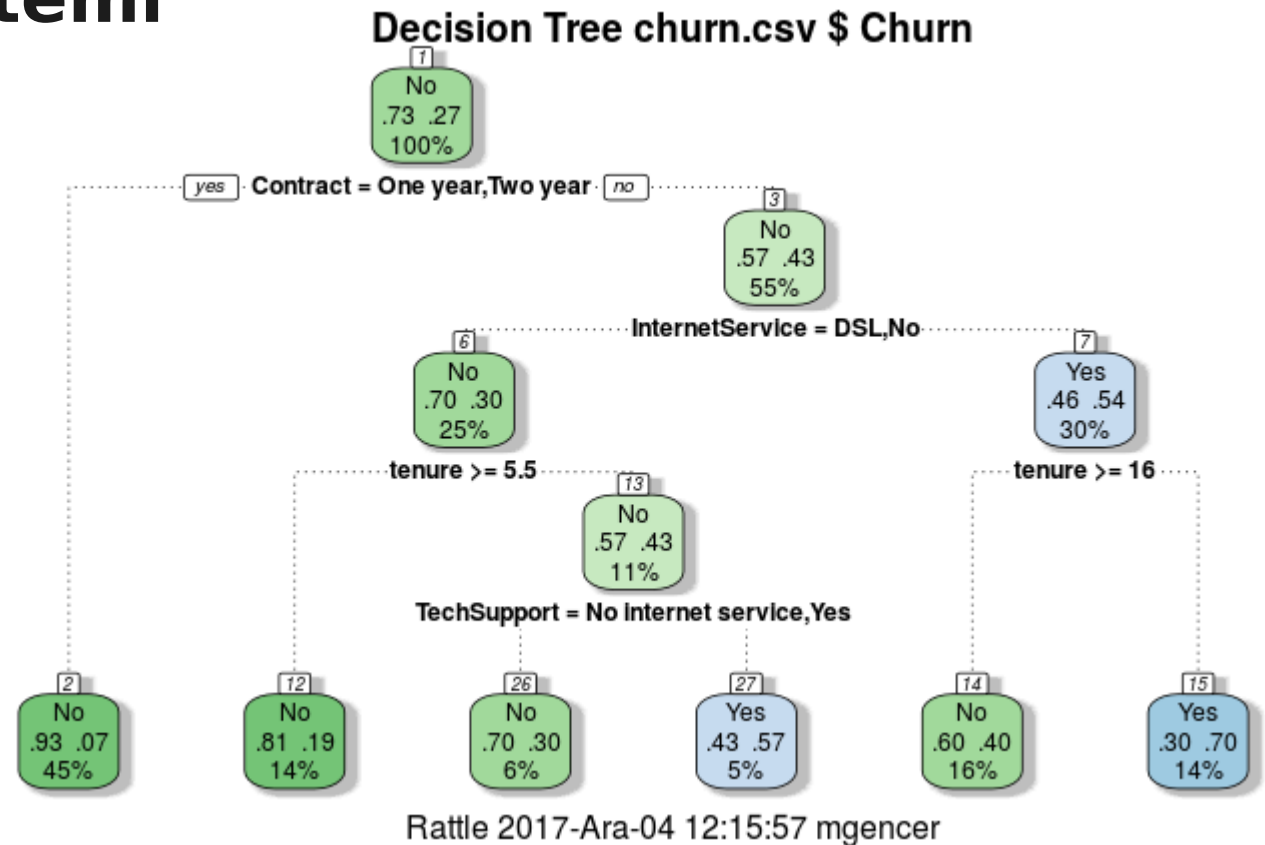 Decision Tree churn.csv $ Churn
1
No
.73 .27
100%
yes Contract = One year,Two year no
3
No
.57 .43
55%
InternetService = DSL,No
6
No
.70 .30
25%
7
Yes
.46 .54
30%
tenure >= 5.5
tenure >= 16
13
No
.57 .43
11%
TechSupport = No internet service,Yes
2
No
.93 .07
45%
12
No
.81 .19
14%
26
No
.70 .30
6%
27
Yes
.43 .57
5%
14
No
.60 .40
16%
15
Yes
.30 .70
14%
Rattle 2017-Ara-04 12:15:57 mgencer